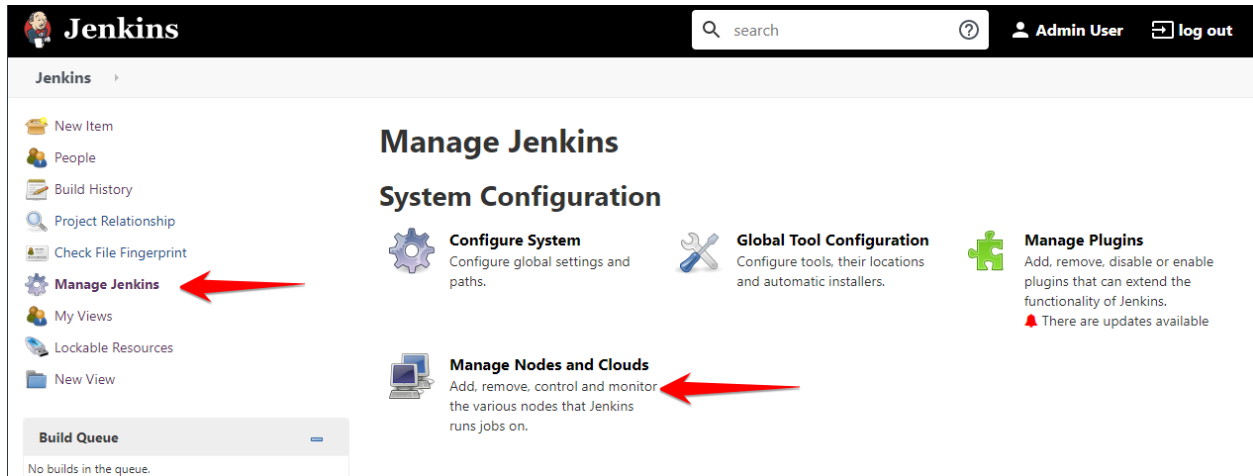 Jenkins
search
Admin User
log out
Jenkins
New Item
People
Build History
Project Relationship
Check File Fingerprint
Manage Jenkins
My Views
Lockable Resources
New View
Build Queue
No builds in the queue.
Manage Jenkins
System Configuration
Configure System
Configure global settings and
paths.
Global Tool Configuration
Configure tools, their locations
and automatic installers.
Manage Plugins
Add, remove, disable or enable
plugins that can extend the
functionality of Jenkins.
There are updates available
Manage Nodes and Clouds
Add, remove, control and monitor
the various nodes that Jenkins
runs jobs on.